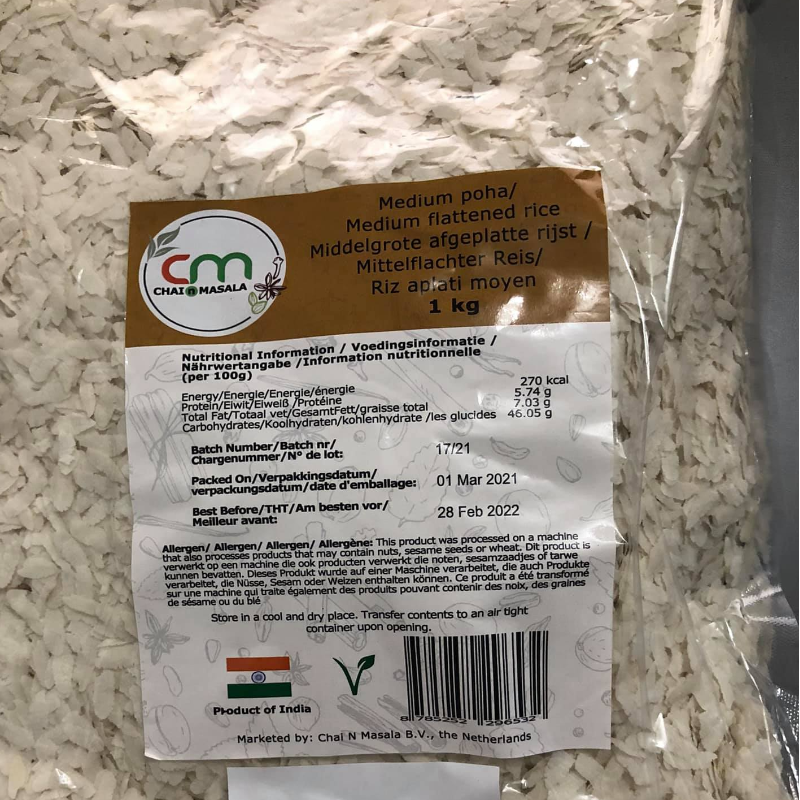 Medium poha/
Medium flattened rice
Middelgrote afgeplatte rijst /
Mittelflachter Reis/
Riz aplati moyen
1 kg
cm
CHAI n MASALA
Nutritional Information / Voedingsinformatie /
Nährwertangabe /Information nutritionnelle
(per 100g)
Energy/Energie/Energie/énergie 270 kcal
Protein/Eiwit/Eiweiß /Protéine 5.74 g
Total Fat/Totaal vet/GesamtFett/graisse total 7.03 g
Carbohydrates/Koolhydraten/kohlenhydrate /les glucides 46.05 g
Batch Number/Batch nr/
Chargenummer/N° de lot: 17/21
Packed On/Verpakkingsdatum/
verpackungsdatum/date d'emballage: 01 Mar 2021
Best Before/THT/Am besten vor/
Meilleur avant: 28 Feb 2022
Allergen/ Allergen/ Allergen/ Allergène: This product was processed on a machine
that also processes products that may contain nuts, sesame seeds or wheat. Dit product is
verwerkt op een machine die ook producten verwerkt die noten, sesamzaadjes of tarwe
kunnen bevatten. Dieses Produkt wurde auf einer Maschine verarbeitet, die auch Produkte
verarbeitet, die Nüsse, Sesam oder Weizen enthalten können. Ce produit a été transformé
sur une machine qui traite également des produits pouvant contenir des noix, des graines
de sésame ou du blé
Store in a cool and dry place. Transfer contents to an air tight
container upon opening.
Product of India
8 785252 296532
Marketed by: Chai N Masala B.V., the Netherlands